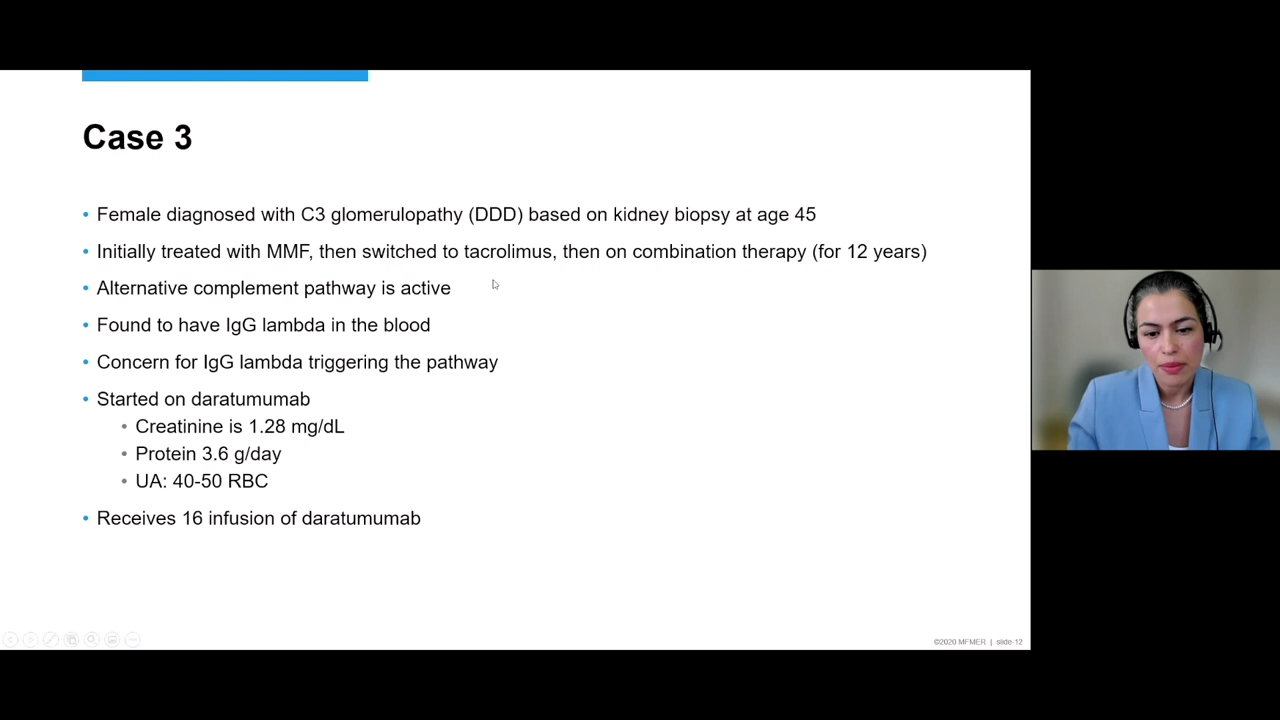 Case 3
• Female diagnosed with C3 glomerulopathy (DDD) based on kidney biopsy at age 45
• Initially treated with MMF, then switched to tacrolimus, then on combination therapy (for 12 years)
• Alternative complement pathway is active
• Found to have IgG lambda in the blood
• Concern for IgG lambda triggering the pathway
• Started on daratumumab
• Creatinine is 1.28 mg/dL
• Protein 3.6 g/day
• UA: 40-50 RBC
• Receives 16 infusion of daratumumab
©2020 MFMER | slide-12